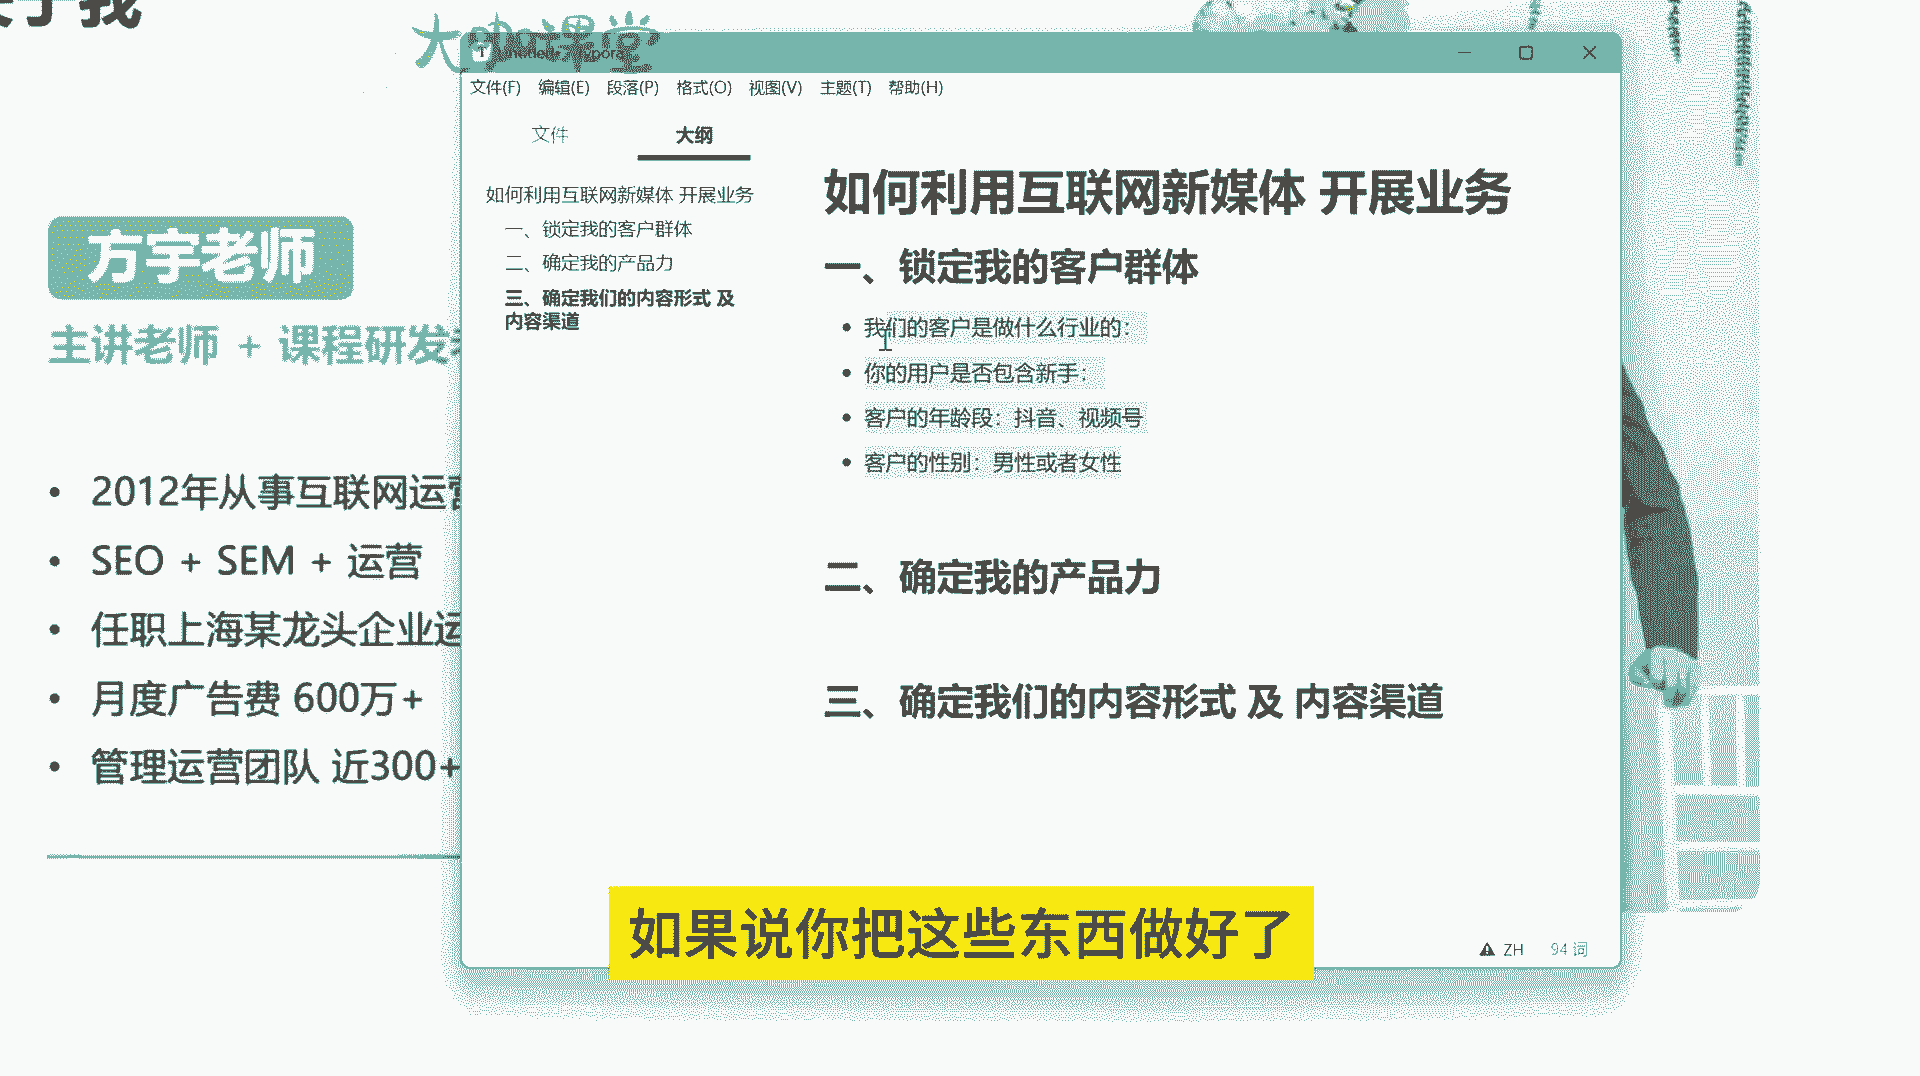 于我
大咖课堂
文件(F) 编辑(E) 段落(P) 格式(O) 视图(V) 主题(T) 帮助(H)
文件 大纲
如何利用互联网新媒体 开展业务
一、锁定我的客户群体
二、确定我的产品力
三、确定我们的内容形式 及
内容渠道
如何利用互联网新媒体 开展业务
一、锁定我的客户群体
• 我们的客户是做什么行业的：
• 你的用户是否包含新手；
• 客户的年龄段：抖音、视频号
• 客户的性别：男性或者女性
二、确定我的产品力
三、确定我们的内容形式 及 内容渠道
ZH 94 词
方宇老师
主讲老师 + 课程研发
• 2012年从事互联网运营
• SEO + SEM + 运营
• 任职上海某龙头企业运
• 月度广告费 600万+
• 管理运营团队 近300+
如果说你把这些东西做好了